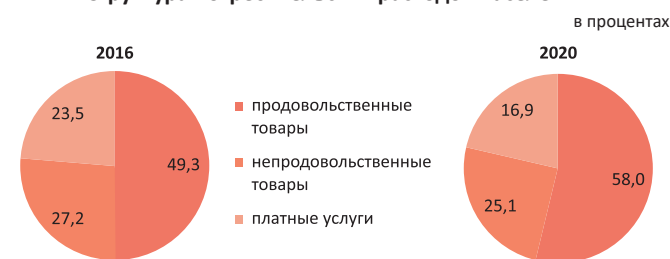 в процентах
2016
2020
23,5
49,3
27,2
продовольственные
товары
непродовольственные
товары
платные услуги
16,9
58,0
25,1